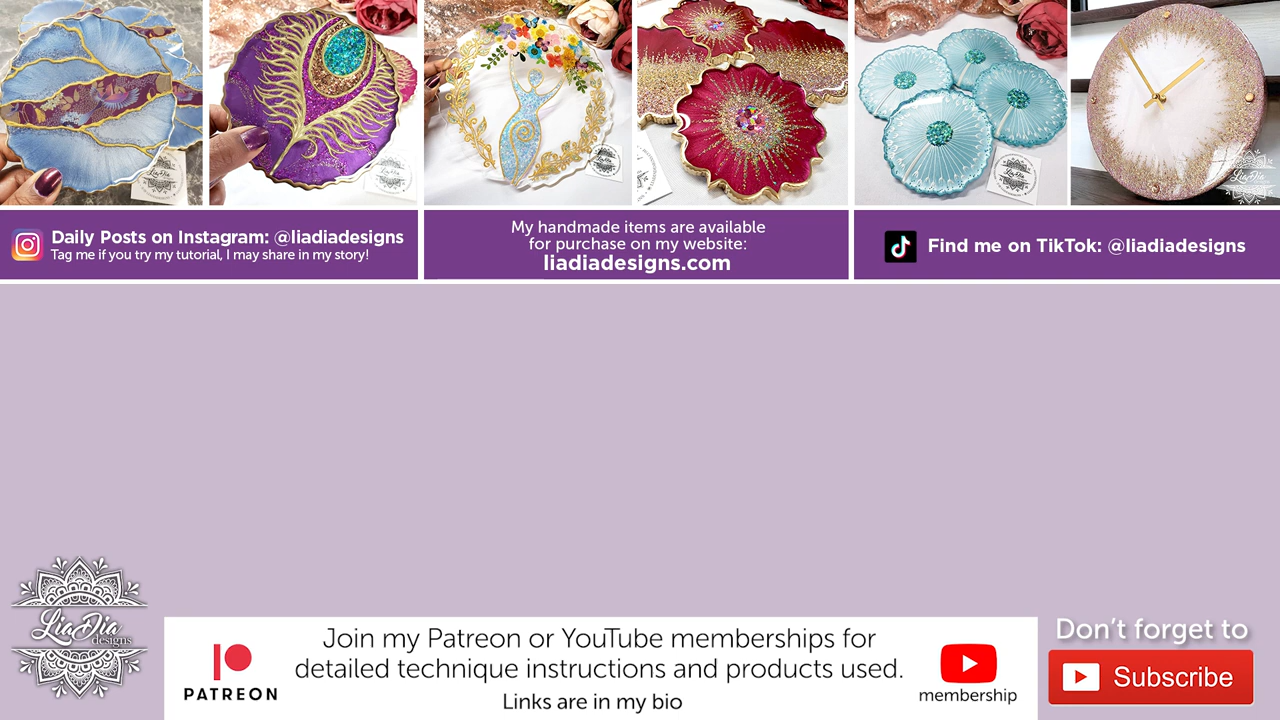 Daily Posts on Instagram: @liadiadesigns
Tag me if you try my tutorial, I may share in my story!
My handmade items are available
for purchase on my website:
liadiadesigns.com
Find me on TikTok: @liadiadesigns
LiaDia
designs
Join my Patreon or YouTube memberships for
detailed technique instructions and products used.
Links are in my bio
PATREON
membership
Don't forget to
Subscribe